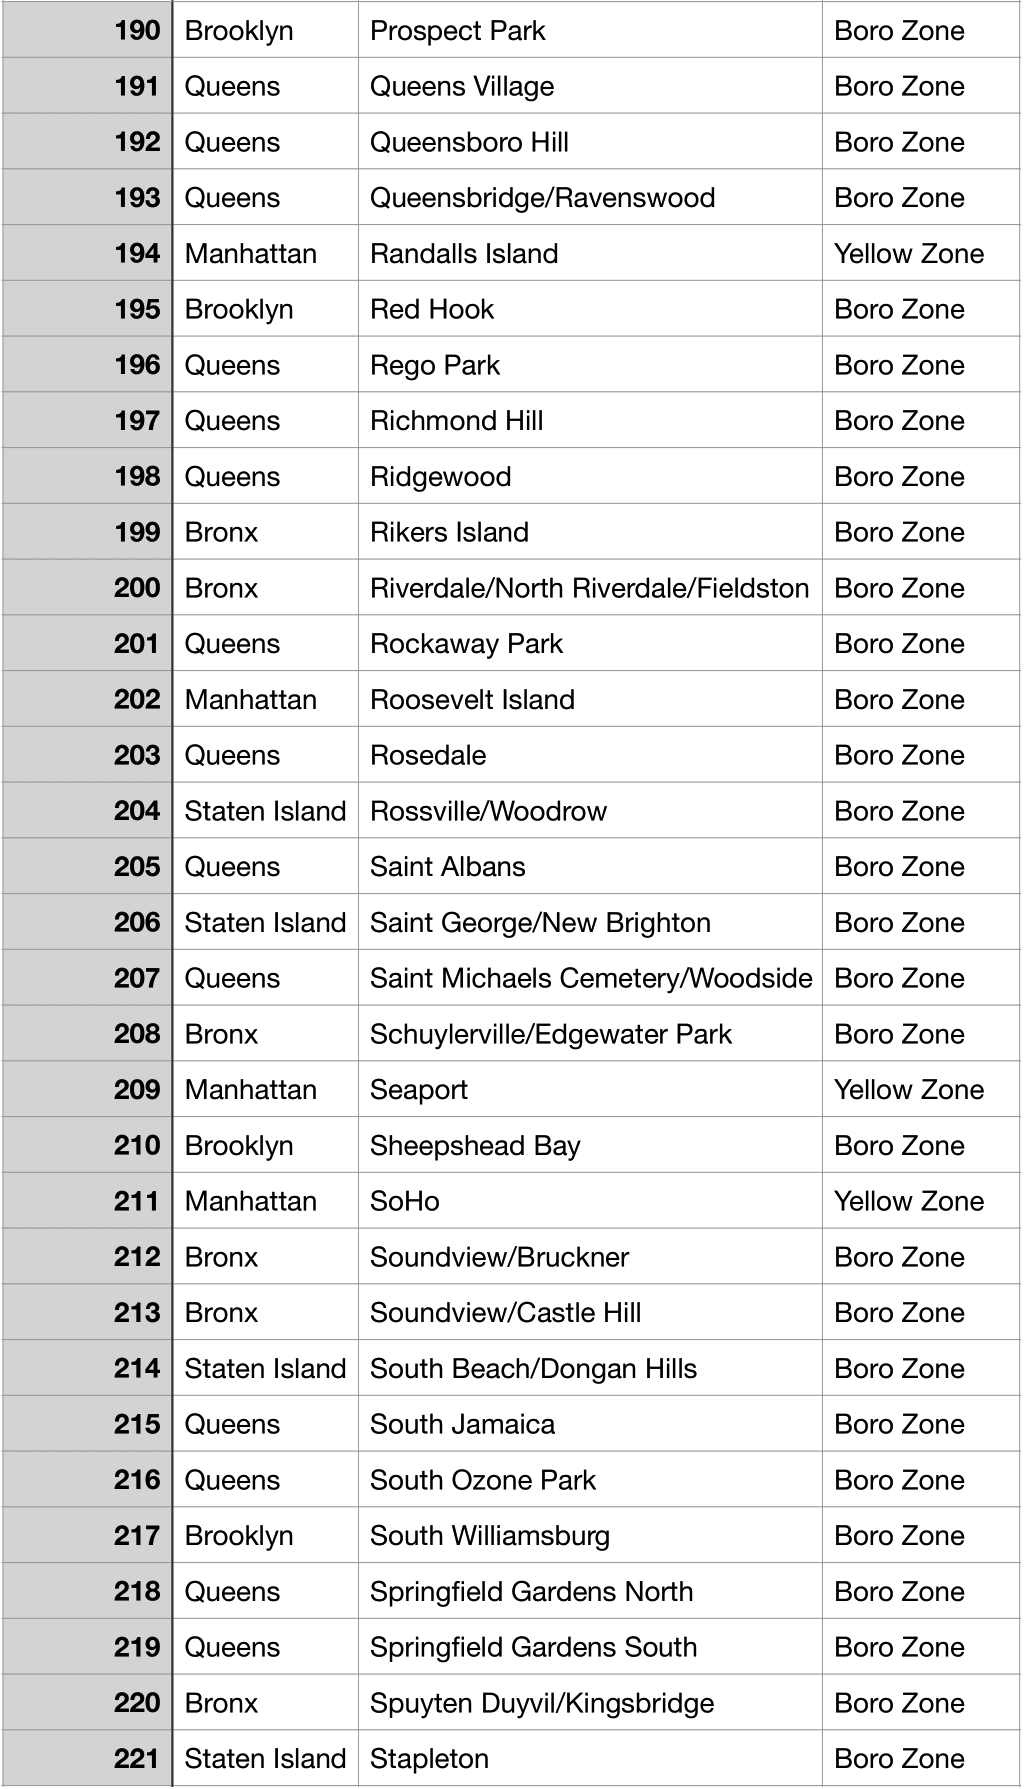 190 Brooklyn Prospect Park Boro Zone
191 Queens Queens Village Boro Zone
192 Queens Queensboro Hill Boro Zone
193 Queens Queensbridge/Ravenswood Boro Zone
194 Manhattan Randalls Island Yellow Zone
195 Brooklyn Red Hook Boro Zone
196 Queens Rego Park Boro Zone
197 Queens Richmond Hill Boro Zone
198 Queens Ridgewood Boro Zone
199 Bronx Rikers Island Boro Zone
200 Bronx Riverdale/North Riverdale/Fieldston Boro Zone
201 Queens Rockaway Park Boro Zone
202 Manhattan Roosevelt Island Boro Zone
203 Queens Rosedale Boro Zone
204 Staten Island Rossville/Woodrow Boro Zone
205 Queens Saint Albans Boro Zone
206 Staten Island Saint George/New Brighton Boro Zone
207 Queens Saint Michaels Cemetery/Woodside Boro Zone
208 Bronx Schuylerville/Edgewater Park Boro Zone
209 Manhattan Seaport Yellow Zone
210 Brooklyn Sheepshead Bay Boro Zone
211 Manhattan SoHo Yellow Zone
212 Bronx Soundview/Bruckner Boro Zone
213 Bronx Soundview/Castle Hill Boro Zone
214 Staten Island South Beach/Dongan Hills Boro Zone
215 Queens South Jamaica Boro Zone
216 Queens South Ozone Park Boro Zone
217 Brooklyn South Williamsburg Boro Zone
218 Queens Springfield Gardens North Boro Zone
219 Queens Springfield Gardens South Boro Zone
220 Bronx Spuyten Duyvil/Kingsbridge Boro Zone
221 Staten Island Stapleton Boro Zone